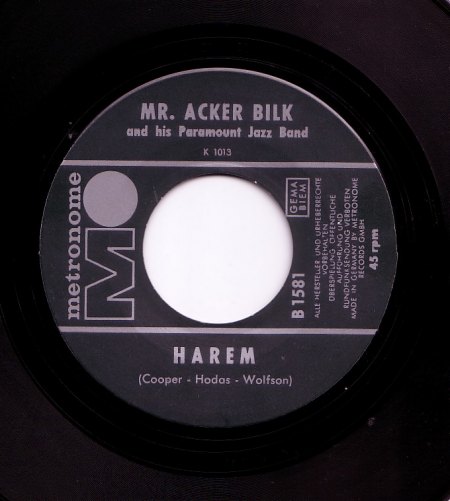 MR. ACKER BILK
and his Paramount Jazz Band
K 1013
metronome
GEMA
BIEM
B 1581
ALLE HERSTELLER UND URHEBERRECHTE
VORBEHALTEN
ÜBERSPIELUNG, ÖFFENTLICHE
AUFFÜHRUNG UND
RUNDFUNKSENDUNG VERBOTEN
MADE IN GERMANY BY METRONOME
RECORDS GMBH
45 rpm
HAREM
(Cooper - Hodas - Wolfson)